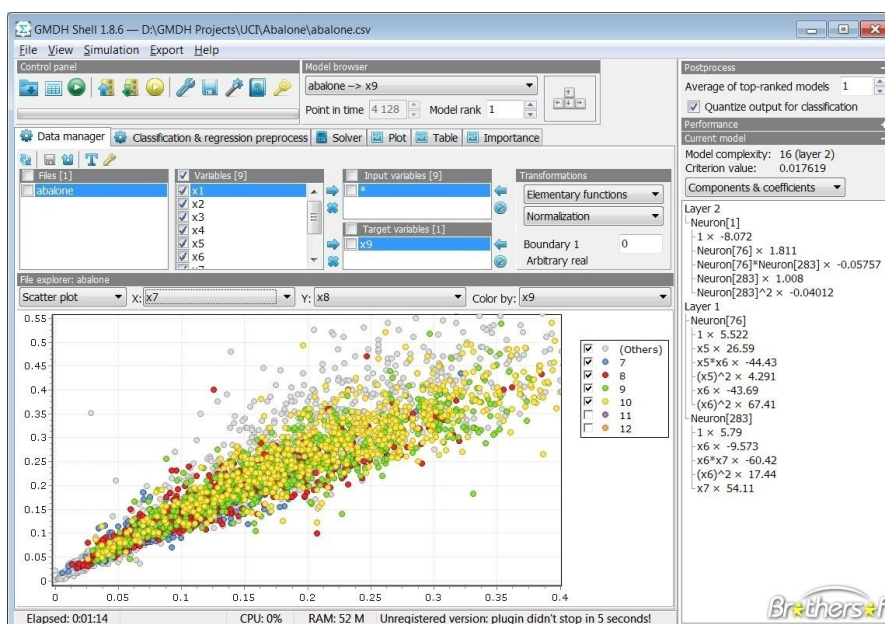 GMDH Shell 1.8.6 — D:\GMDH Projects\UCI\Abalone\abalone.csv
File View Simulation Export Help
Control panel
Model browser
abalone -> x9
Point in time 4 128 Model rank 1
Data manager Classification & regression preprocess Solver Plot Table Importance
Files [1]
abalone
Variables [9]
x1
x2
x3
x4
x5
x6
Input variables [9]
*
Target variables [1]
x9
Transformations
Elementary functions
Normalization
Boundary 1 0
Arbitrary real
File explorer: abalone
Scatter plot X: x7 Y: x8 Color by: x9
0.55
0.5
0.45
0.4
0.35
0.3
0.25
0.2
0.15
0.1
0.05
0
0 0.05 0.1 0.15 0.2 0.25 0.3 0.35 0.4
(Others)
7
8
9
10
11
12
Postprocess
Average of top-ranked models 1
Quantize output for classification
Performance
Current model
Model complexity: 16 (layer 2)
Criterion value: 0.017619
Components & coefficients
Layer 2
Neuron[1]
1 × -8.072
Neuron[76] × 1.811
Neuron[76]*Neuron[283] × -0.05757
Neuron[283] × 1.008
Neuron[283]^2 × -0.04012
Layer 1
Neuron[76]
1 × 5.522
x5 × 26.59
x5*x6 × -44.43
(x5)^2 × 4.291
x6 × -43.69
(x6)^2 × 67.41
Neuron[283]
1 × 5.79
x6 × -9.573
x6*x7 × -60.42
(x6)^2 × 17.44
x7 × 54.11
Elapsed: 0:01:14 CPU: 0% RAM: 52 M Unregistered version: plugin didn't stop in 5 seconds!